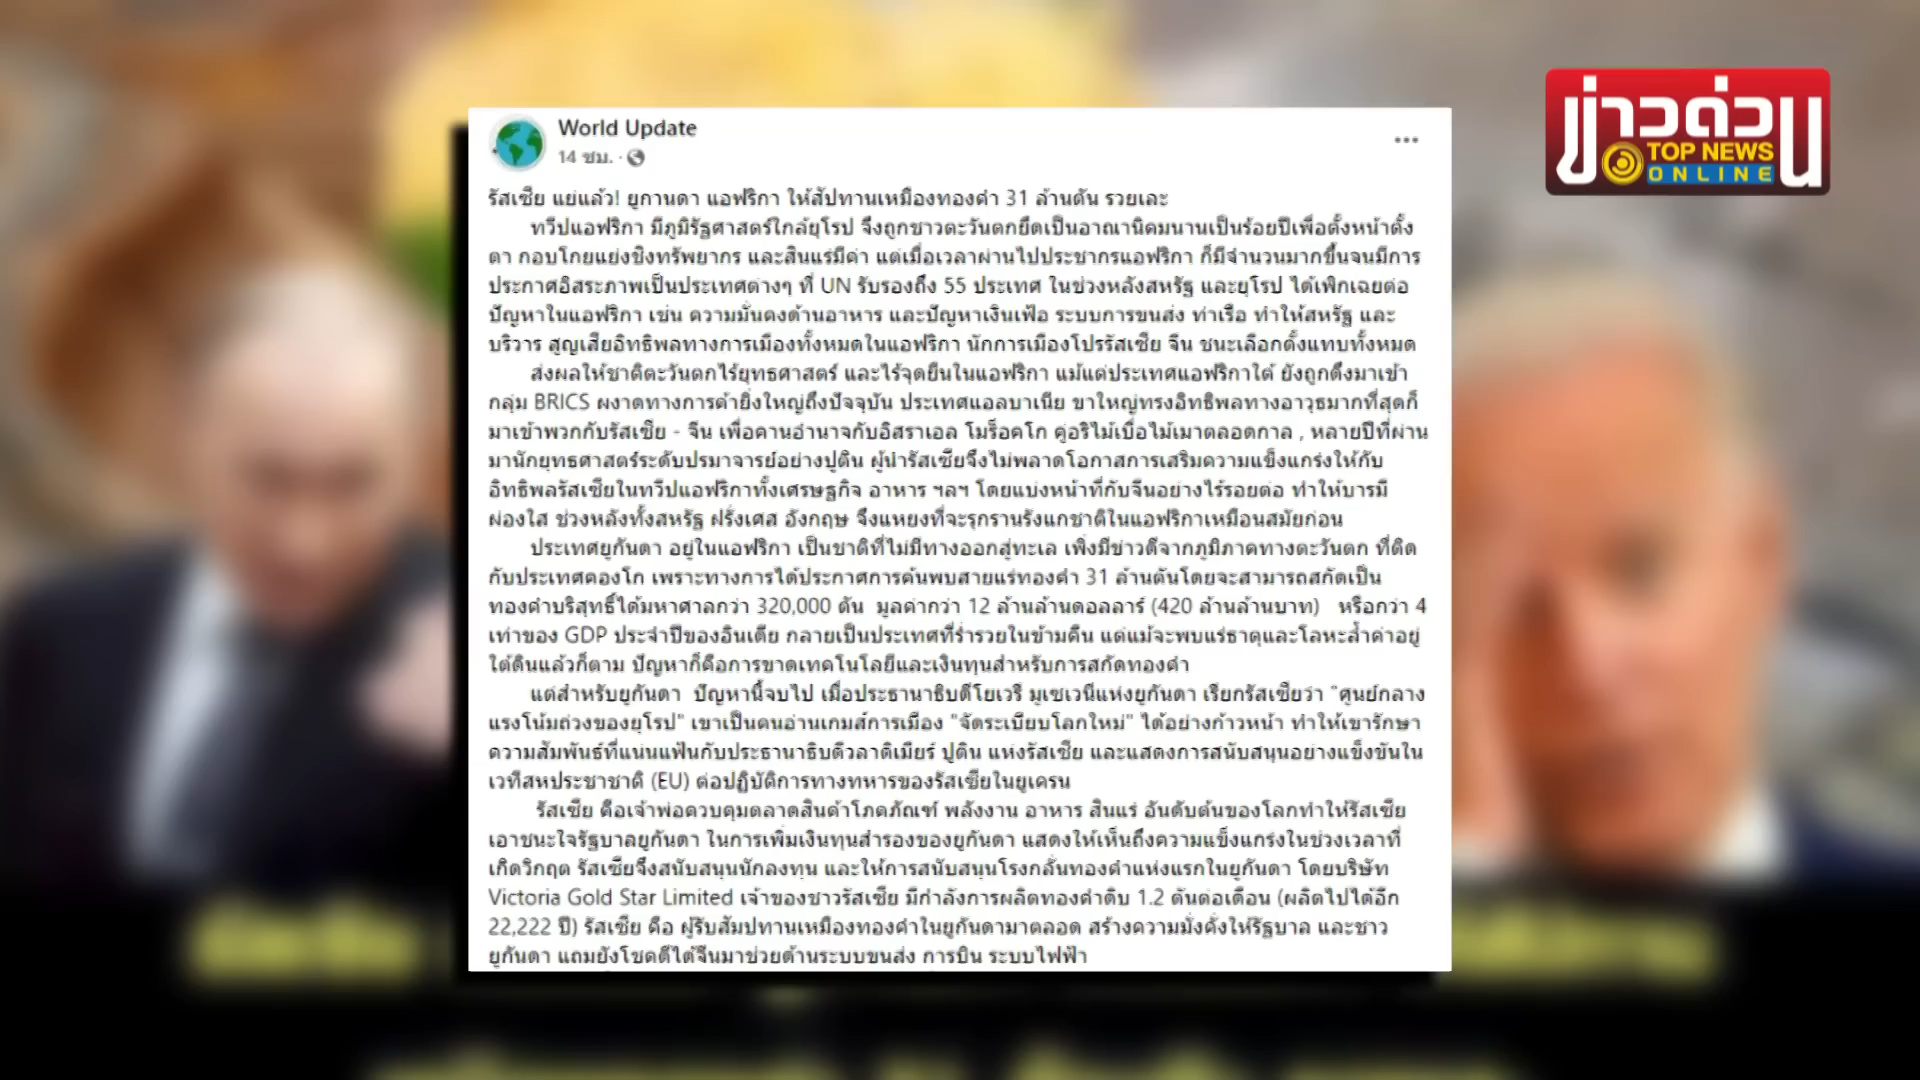 World Update
14 ชม. ·
รัสเซีย แย่แล้ว! ยูกานดา แอฟริกา ให้สัปทานเหมืองทองคำ 31 ล้านตัน รวยเละ
ทวีปแอฟริกา มีภูมิรัฐศาสตร์ใกล้ยุโรป จึงถูกชาวตะวันตกยึดเป็นอาณานิคมนานเป็นร้อยปีเพื่อตั้งหน้าตั้ง
ตา กอบโกยแย่งชิงทรัพยากร และสินแร่มีค่า แต่เมื่อเวลาผ่านไปประชากรแอฟริกา ก็มีจำนวนมากขึ้นจนมีการ
ประกาศอิสระภาพเป็นประเทศต่างๆ ที่ UN รับรองถึง 55 ประเทศ ในช่วงหลังสหรัฐ และยุโรป ได้เพิกเฉยต่อ
ปัญหาในแอฟริกา เช่น ความมั่นคงด้านอาหาร และปัญหาเงินเฟ้อ ระบบการขนส่ง ท่าเรือ ทำให้สหรัฐ และ
บริวาร สูญเสียอิทธิพลทางการเมืองทั้งหมดในแอฟริกา นักการเมืองโปรรัสเซีย จีน ชนะเลือกตั้งแทบทั้งหมด
ส่งผลให้ชาติตะวันตกไร้ยุทธศาสตร์ และไร้จุดยืนในแอฟริกา แม้แต่ประเทศแอฟริกาใต้ ยังถูกดึงมาเข้า
กลุ่ม BRICS ผงาดทางการค้ายิ่งใหญ่ถึงปัจจุบัน ประเทศแอลบาเนีย ขาใหญ่ทรงอิทธิพลทางอาวุธมากที่สุดก็
มาเข้าพวกกับรัสเซีย - จีน เพื่อคานอำนาจกับอิสราเอล โมร็อคโก คู่อริไม้เบื่อไม้เมาตลอดกาล , หลายปีที่ผ่าน
มานักยุทธศาสตร์ระดับปรมาจารย์อย่างปูติน ผู้นำรัสเซียจึงไม่พลาดโอกาสการเสริมความแข็งแกร่งให้กับ
อิทธิพลรัสเซียในทวีปแอฟริกาทั้งเศรษฐกิจ อาหาร ฯลฯ โดยแบ่งหน้าที่กับจีนอย่างไร้รอยต่อ ทำให้บารมี
ผ่องใส ช่วงหลังทั้งสหรัฐ ฝรั่งเศส อังกฤษ จึงแหยงที่จะรุกรานรังแกชาติในแอฟริกาเหมือนสมัยก่อน
ประเทศยูกันดา อยู่ในแอฟริกา เป็นชาติที่ไม่มีทางออกสู่ทะเล เพิ่งมีข่าวดีจากภูมิภาคทางตะวันตก ที่ติด
กับประเทศคองโก เพราะทางการได้ประกาศการค้นพบสายแร่ทองคำ 31 ล้านตันโดยจะสามารถสกัดเป็น
ทองคำบริสุทธิ์ได้มหาศาลกว่า 320,000 ตัน มูลค่ากว่า 12 ล้านล้านดอลลาร์ (420 ล้านล้านบาท) หรือกว่า 4
เท่าของ GDP ประจำปีของอินเดีย กลายเป็นประเทศที่ร่ำรวยในข้ามคืน แต่แม้จะพบแร่ธาตุและโลหะล้ำค่าอยู่
ใต้ดินแล้วก็ตาม ปัญหาก็คือการขาดเทคโนโลยีและเงินทุนสำหรับการสกัดทองคำ
แต่สำหรับยูกันดา ปัญหานี้จบไป เมื่อประธานาธิบดีโยเวรี มูเซเวนีแห่งยูกันดา เรียกรัสเซียว่า "ศูนย์กลาง
แรงโน้มถ่วงของยุโรป" เขาเป็นคนอ่านเกมส์การเมือง "จัดระเบียบโลกใหม่" ได้อย่างก้าวหน้า ทำให้เขารักษา
ความสัมพันธ์ที่แน่นแฟ้นกับประธานาธิบดีวลาดิเมียร์ ปูติน แห่งรัสเซีย และแสดงการสนับสนุนอย่างแข็งขันใน
เวทีสหประชาชาติ (EU) ต่อปฏิบัติการทางทหารของรัสเซียในยูเครน
รัสเซีย คือเจ้าพ่อควบคุมตลาดสินค้าโภคภัณฑ์ พลังงาน อาหาร สินแร่ อันดับต้นของโลกทำให้รัสเซีย
เอาชนะใจรัฐบาลยูกันดา ในการเพิ่มเงินทุนสำรองของยูกันดา แสดงให้เห็นถึงความแข็งแกร่งในช่วงเวลาที่
เกิดวิกฤต รัสเซียจึงสนับสนุนนักลงทุน และให้การสนับสนุนโรงกลั่นทองคำแห่งแรกในยูกันดา โดยบริษัท
Victoria Gold Star Limited เจ้าของชาวรัสเซีย มีกำลังการผลิตทองคำดิบ 1.2 ตันต่อเดือน (ผลิตไปได้อีก
22,222 ปี) รัสเซีย คือ ผู้รับสัมปทานเหมืองทองคำในยูกันดามาตลอด สร้างความมั่งคั่งให้รัฐบาล และชาว
ยูกันดา แถมยังโชคดีได้จีนมาช่วยด้านระบบขนส่ง การบิน ระบบไฟฟ้า
ข่าวด่วน
TOP NEWS
ONLINE